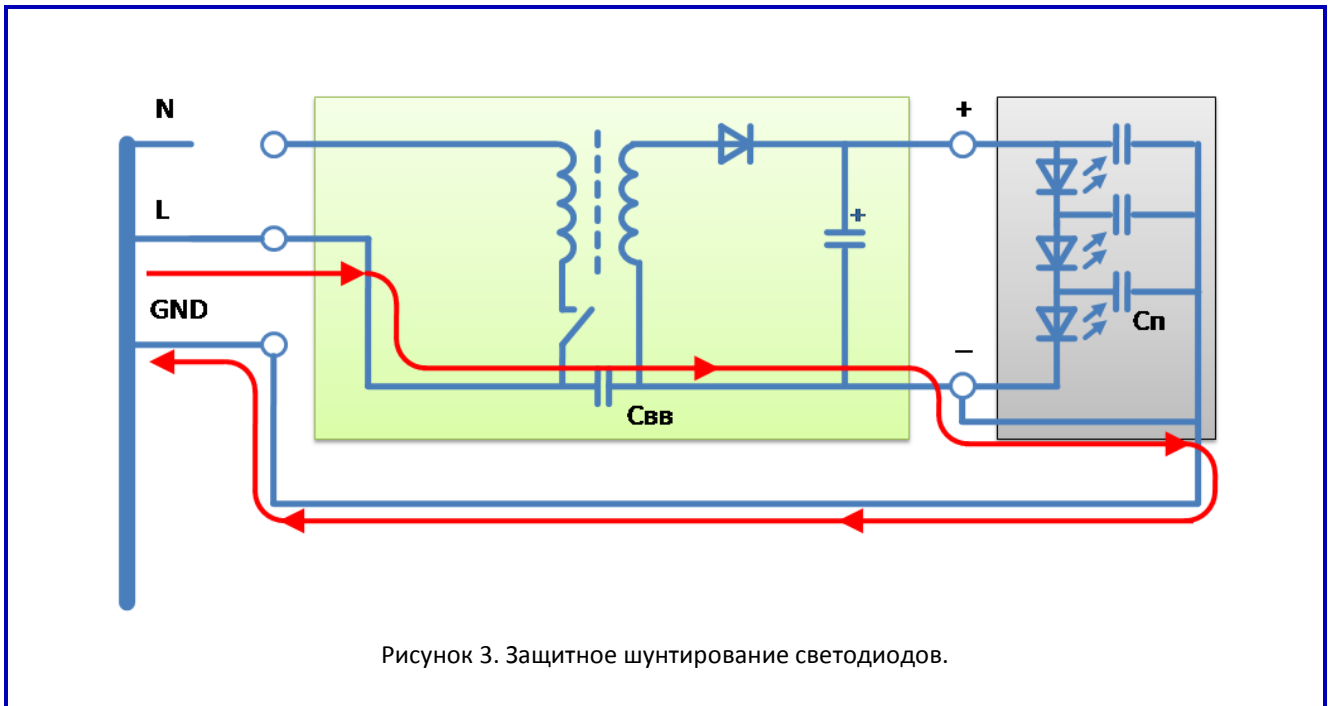 N
+
L
+
GND
Cп
–
Cвв
Рисунок 3. Защитное шунтирование светодиодов.